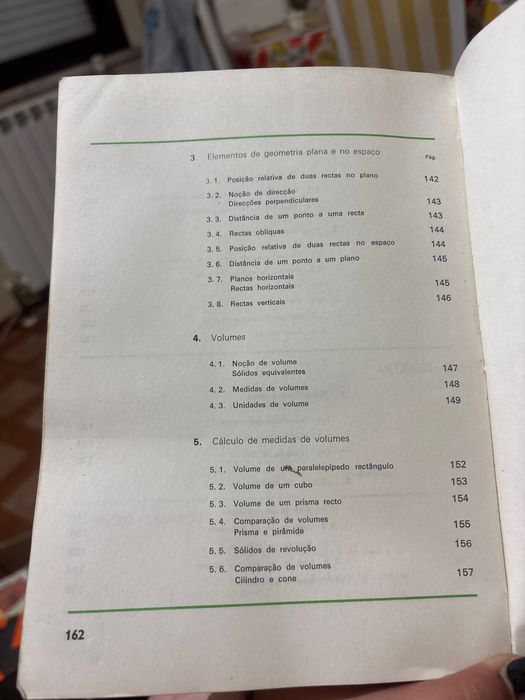 3. Elementos de geometria plana e no espaço
Pág.
3. 1. Posição relativa de duas rectas no plano 142
3. 2. Noção de direcção
Direcções perpendiculares 143
3. 3. Distância de um ponto a uma recta 143
3. 4. Rectas oblíquas 144
3. 5. Posição relativa de duas rectas no espaço 144
3. 6. Distância de um ponto a um plano 145
3. 7. Planos horizontais
Rectas horizontais 145
3. 8. Rectas verticais 146
4. Volumes
4. 1. Noção de volume
Sólidos equivalentes 147
4. 2. Medidas de volumes 148
4. 3. Unidades de volume 149
5. Cálculo de medidas de volumes
5. 1. Volume de um paralelepípedo rectângulo 152
5. 2. Volume de um cubo 153
5. 3. Volume de um prisma recto 154
5. 4. Comparação de volumes
Prisma e pirâmide 155
5. 5. Sólidos de revolução 156
5. 6. Comparação de volumes
Cilindro e cone 157
162